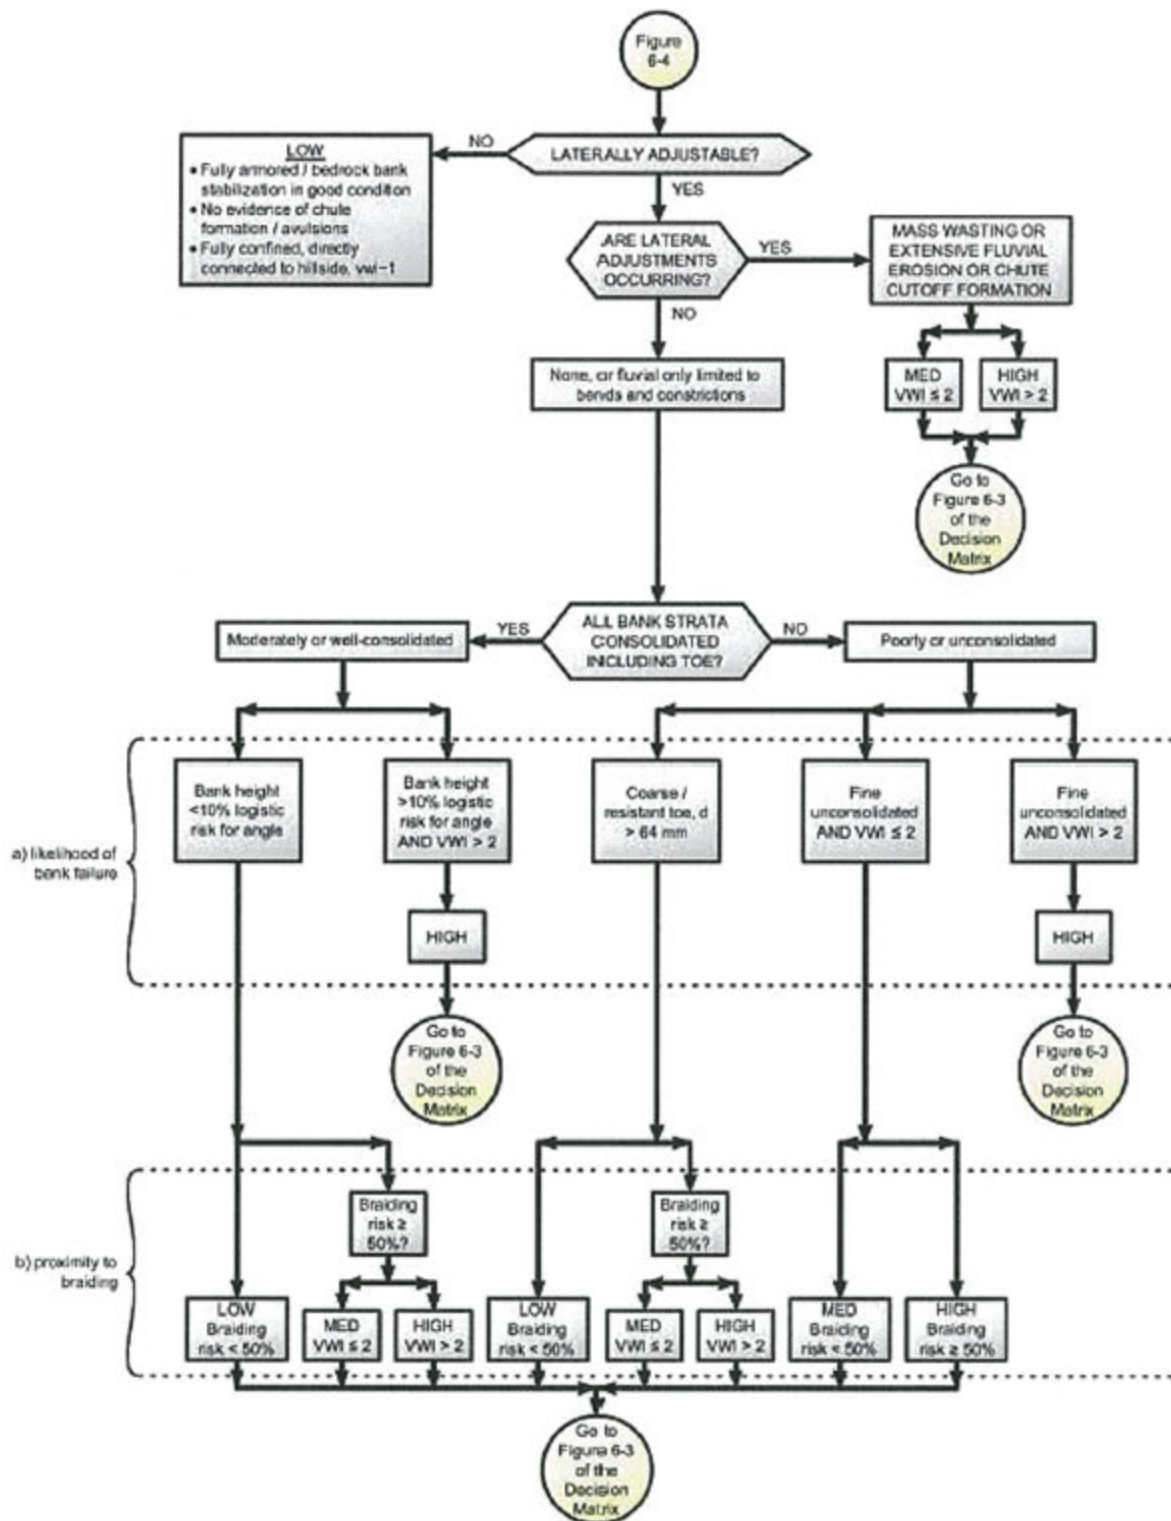 Figure
6-4
LATERALLY ADJUSTABLE?
NO
LOW
• Fully armored / bedrock bank
stabilization in good condition
• No evidence of chute
formation / avulsions
• Fully confined, directly
connected to hillside, vwi~1
YES
ARE LATERAL
ADJUSTMENTS
OCCURRING?
YES
MASS WASTING OR
EXTENSIVE FLUVIAL
EROSION OR CHUTE
CUTOFF FORMATION
NO
MED
VWI ≤ 2
HIGH
VWI > 2
None, or fluvial only limited to
bends and constrictions
Go to
Figure 6-3
of the
Decision
Matrix
ALL BANK STRATA
CONSOLIDATED
INICLUDING TOE?
YES
Moderately or well-consolidated
NO
Poorly or unconsolidated
a) likelihood of
bank failure
Bank height
<10% logistic
risk for angle
Bank height
>10% logistic
risk for angle
AND VWI > 2
Coarse /
resistant toe, d
> 64 mm
Fine
unconsolidated
AND VWI ≤ 2
Fine
unconsolidated
AND VWI > 2
HIGH
HIGH
Go to
Figure 6-3
of the
Decision
Matrix
Go to
Figure 6-3
of the
Decision
Matrix
b) proximity to
braiding
Braiding
risk ≥
50%?
Braiding
risk ≥
50%?
LOW
Braiding
risk < 50%
MED
VWI ≤ 2
HIGH
VWI > 2
LOW
Braiding
risk < 50%
MED
VWI ≤ 2
HIGH
VWI > 2
MED
Braiding
risk < 50%
HIGH
Braiding
risk ≥ 50%
Go to
Figure 6-3
of the
Decision
Matrix